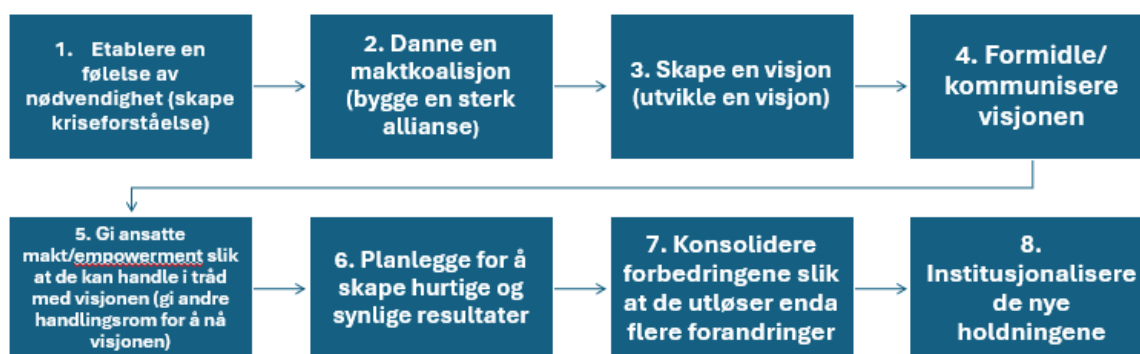 1. Etablere en
følelse av
nødvendighet (skape
kriseforståelse)
2. Danne en
maktkoalisjon
(bygge en sterk
allianse)
3. Skape en visjon
(utvikle en visjon)
4. Formidle/
kommunisere
visjonen
5. Gi ansatte
makt/empowerment slik
at de kan handle i tråd
med visjonen (gi andre
handlingsrom for å nå
visjonen)
6. Planlegge for å
skape hurtige og
synlige resultater
7. Konsolidere
forbedringene slik
at de utløser enda
flere forandringer
8.
Institusjonalisere
de nye
holdningene